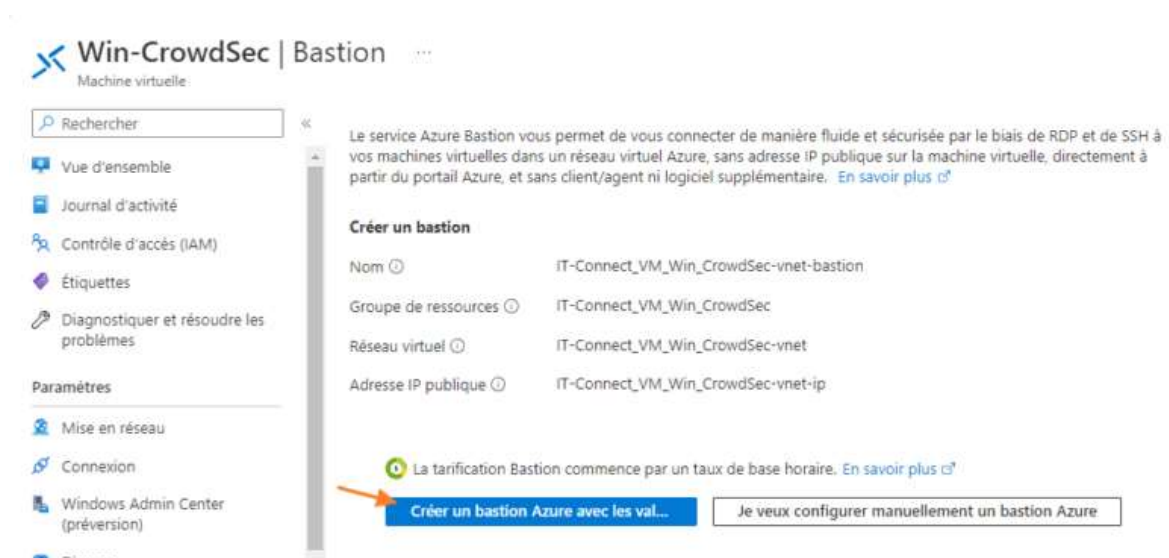 Win-CrowdSec | Bastion ...
Machine virtuelle
Rechercher
«
Vue d'ensemble
Journal d'activité
Contrôle d'accès (IAM)
Étiquettes
Diagnostiquer et résoudre les
problèmes
Paramètres
Mise en réseau
Connexion
Windows Admin Center
(préversion)
Le service Azure Bastion vous permet de vous connecter de manière fluide et sécurisée par le biais de RDP et de SSH à
vos machines virtuelles dans un réseau virtuel Azure, sans adresse IP publique sur la machine virtuelle, directement à
partir du portail Azure, et sans client/agent ni logiciel supplémentaire. En savoir plus
Créer un bastion
Nom IT-Connect_VM_Win_CrowdSec-vnet-bastion
Groupe de ressources IT-Connect_VM_Win_CrowdSec
Réseau virtuel IT-Connect_VM_Win_CrowdSec-vnet
Adresse IP publique IT-Connect_VM_Win_CrowdSec-vnet-ip
La tarification Bastion commence par un taux de base horaire. En savoir plus
Créer un bastion Azure avec les val...
Je veux configurer manuellement un bastion Azure